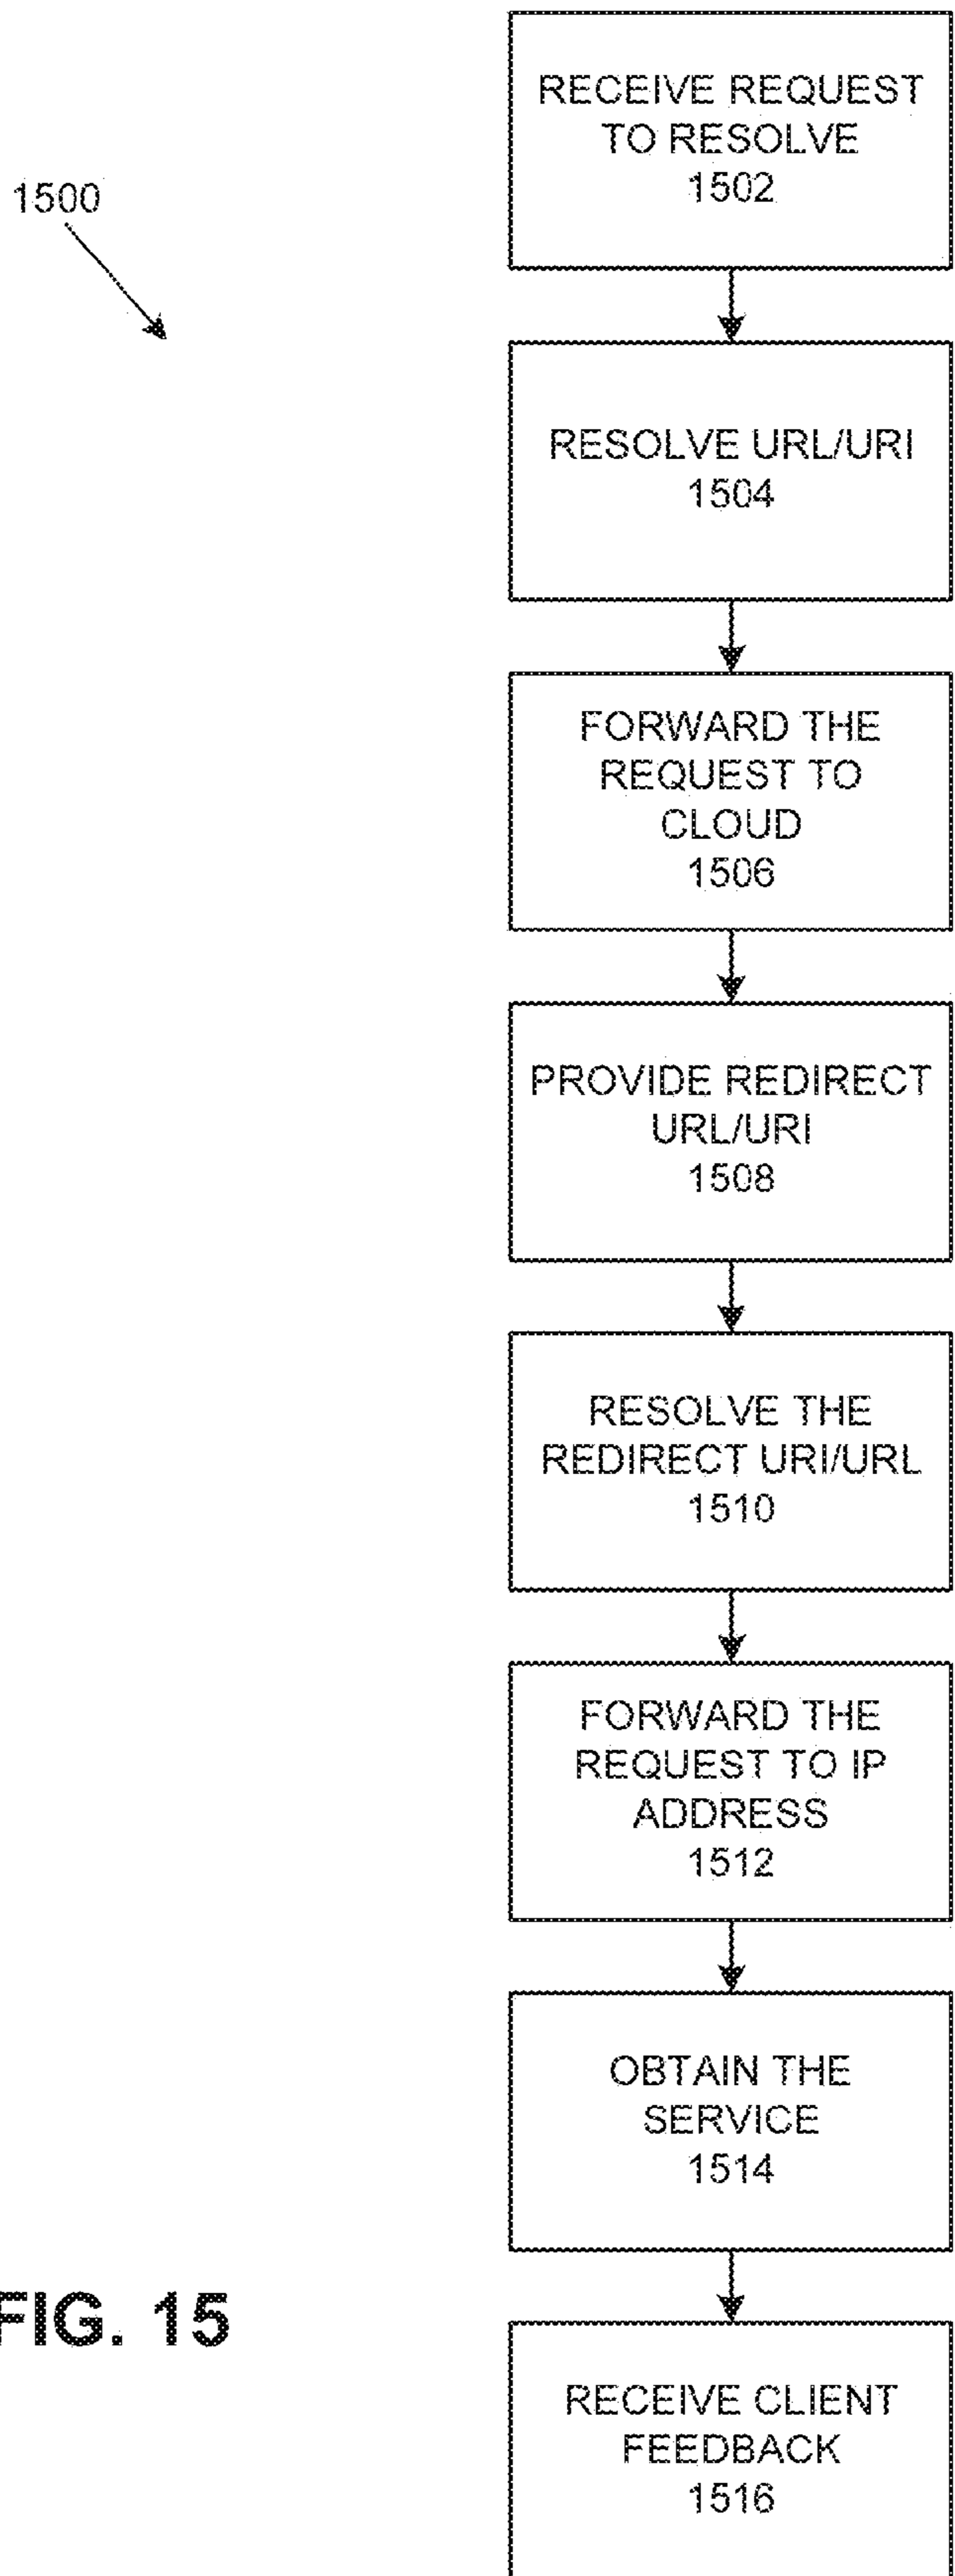 1500
RECEIVE REQUEST
TO RESOLVE
1502
RESOLVE URL/URI
1504
FORWARD THE
REQUEST TO
CLOUD
1506
PROVIDE REDIRECT
URL/URI
1508
RESOLVE THE
REDIRECT URI/URL
1510
FORWARD THE
REQUEST TO IP
ADDRESS
1512
OBTAIN THE
SERVICE
1514
RECEIVE CLIENT
FEEDBACK
1516
FIG. 15